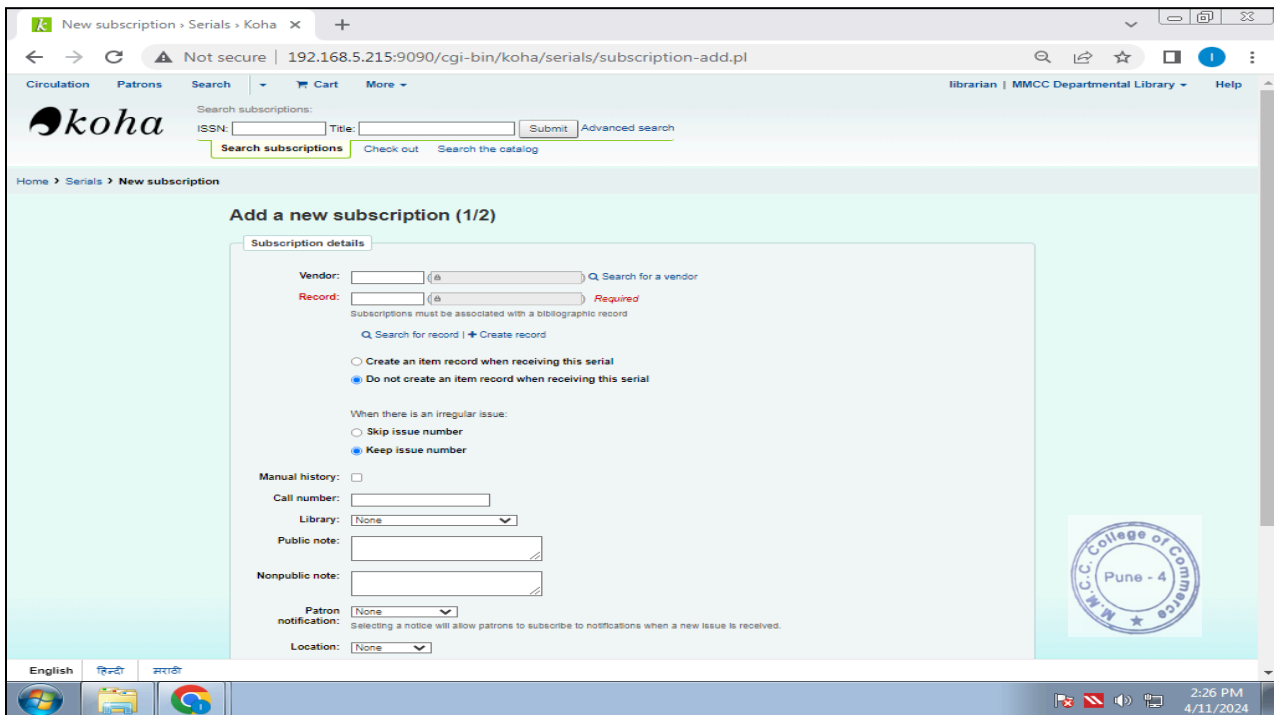 New subscription › Serials › Koha
Not secure | 192.168.5.215:9090/cgi-bin/koha/serials/subscription-add.pl
I
Circulation Patrons Search Cart More librarian | MMCC Departmental Library Help
koha
Search subscriptions:
ISSN: Title: Submit Advanced search
Search subscriptions Check out Search the catalog
Home › Serials › New subscription
Add a new subscription (1/2)
Subscription details
Vendor: ( ) Search for a vendor
Record: ( ) Required
Subscriptions must be associated with a bibliographic record
Search for record | + Create record
Create an item record when receiving this serial
Do not create an item record when receiving this serial
When there is an irregular issue:
Skip issue number
Keep issue number
Manual history:
Call number:
Library: None
Public note:
Nonpublic note:
Patron notification: None
Selecting a notice will allow patrons to subscribe to notifications when a new issue is received.
Location: None
M.M.C.C. College of Commerce
Pune - 4
English हिन्दी मराठी
2:26 PM
4/11/2024